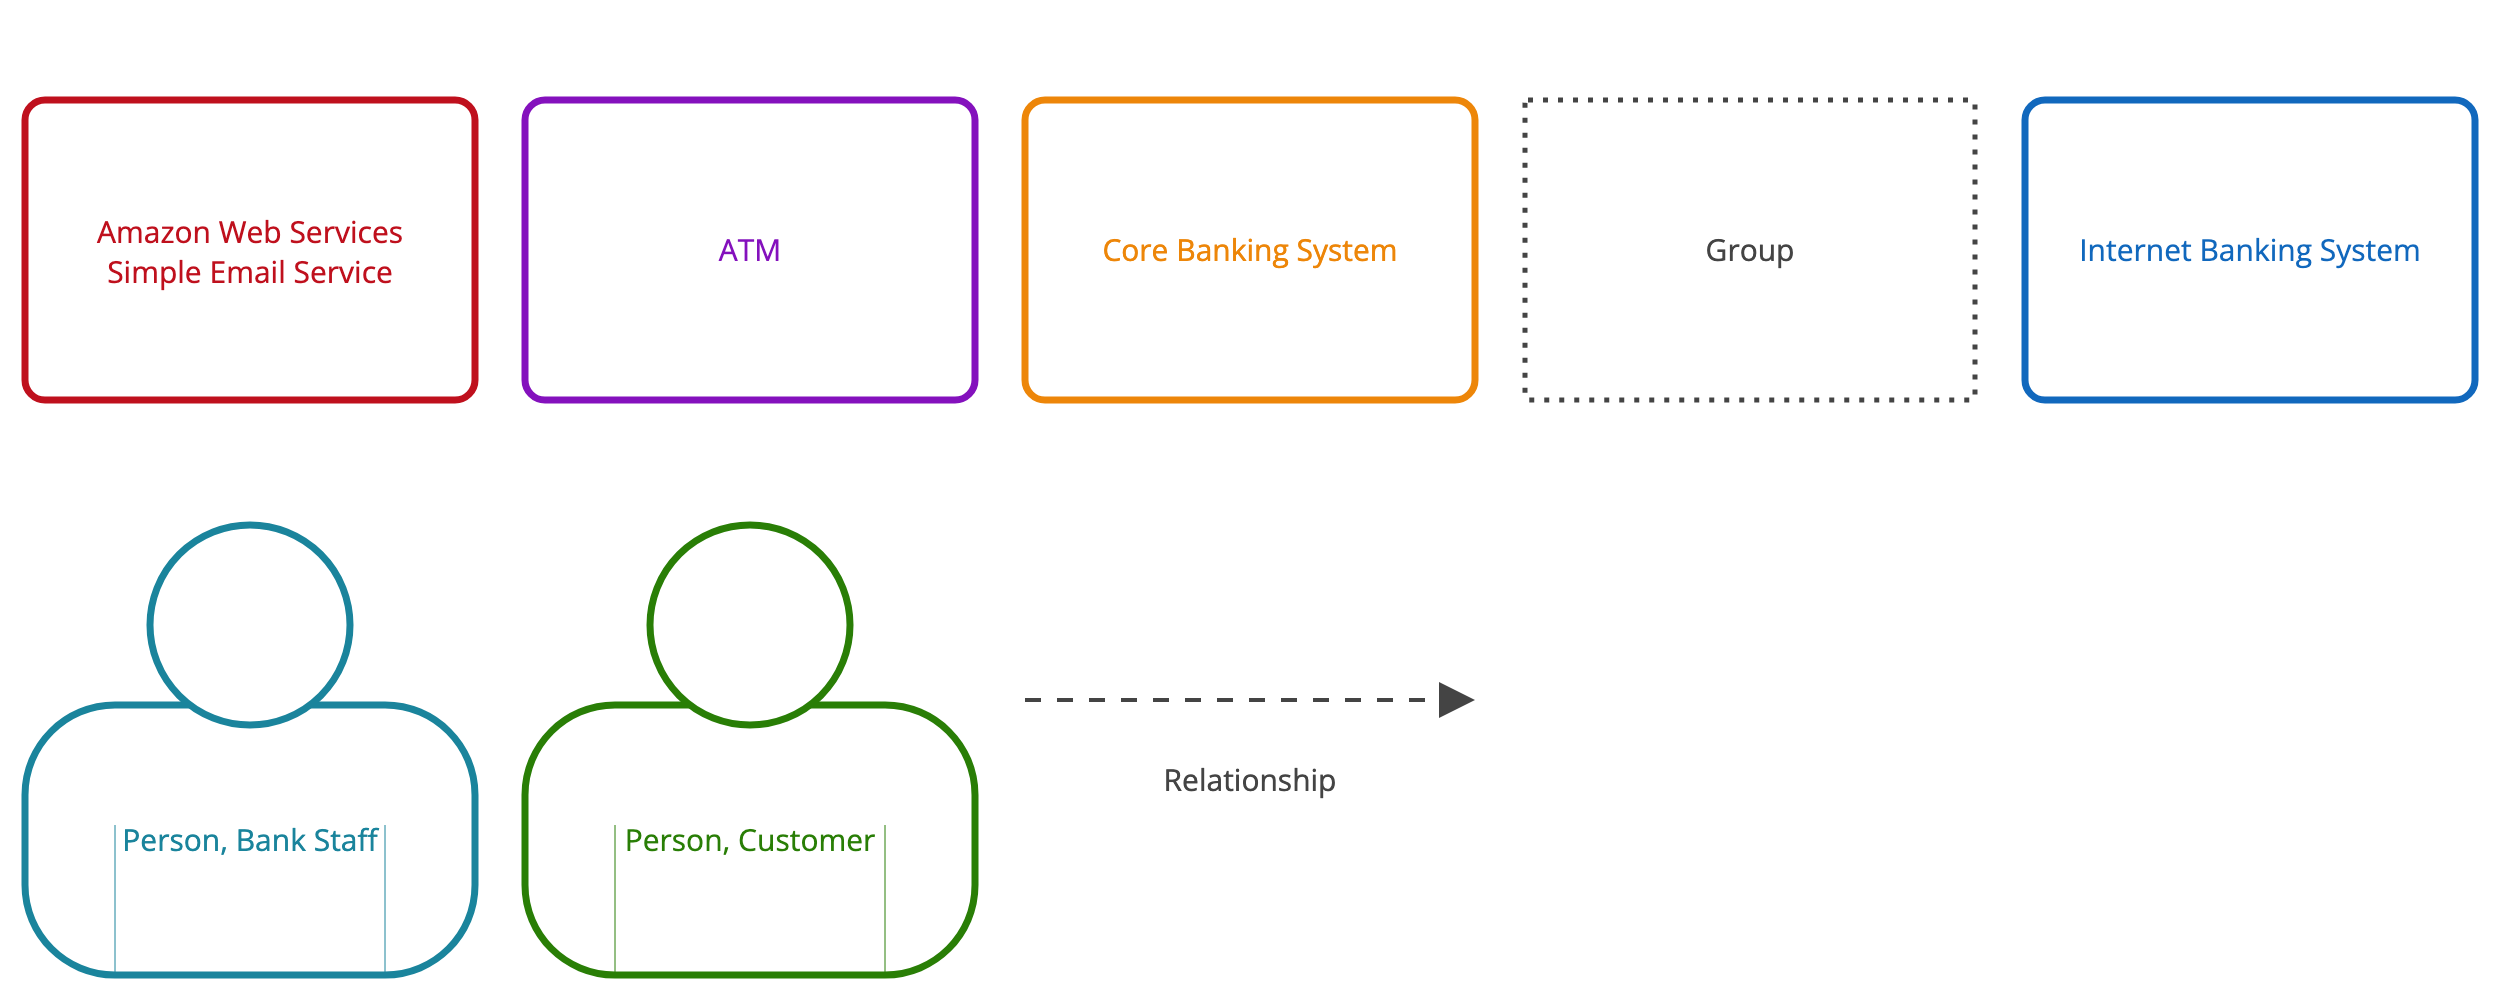 Amazon Web Services
Simple Email Service
ATM
Core Banking System
Group
Internet Banking System
Person, Bank Staff
Person, Customer
Relationship